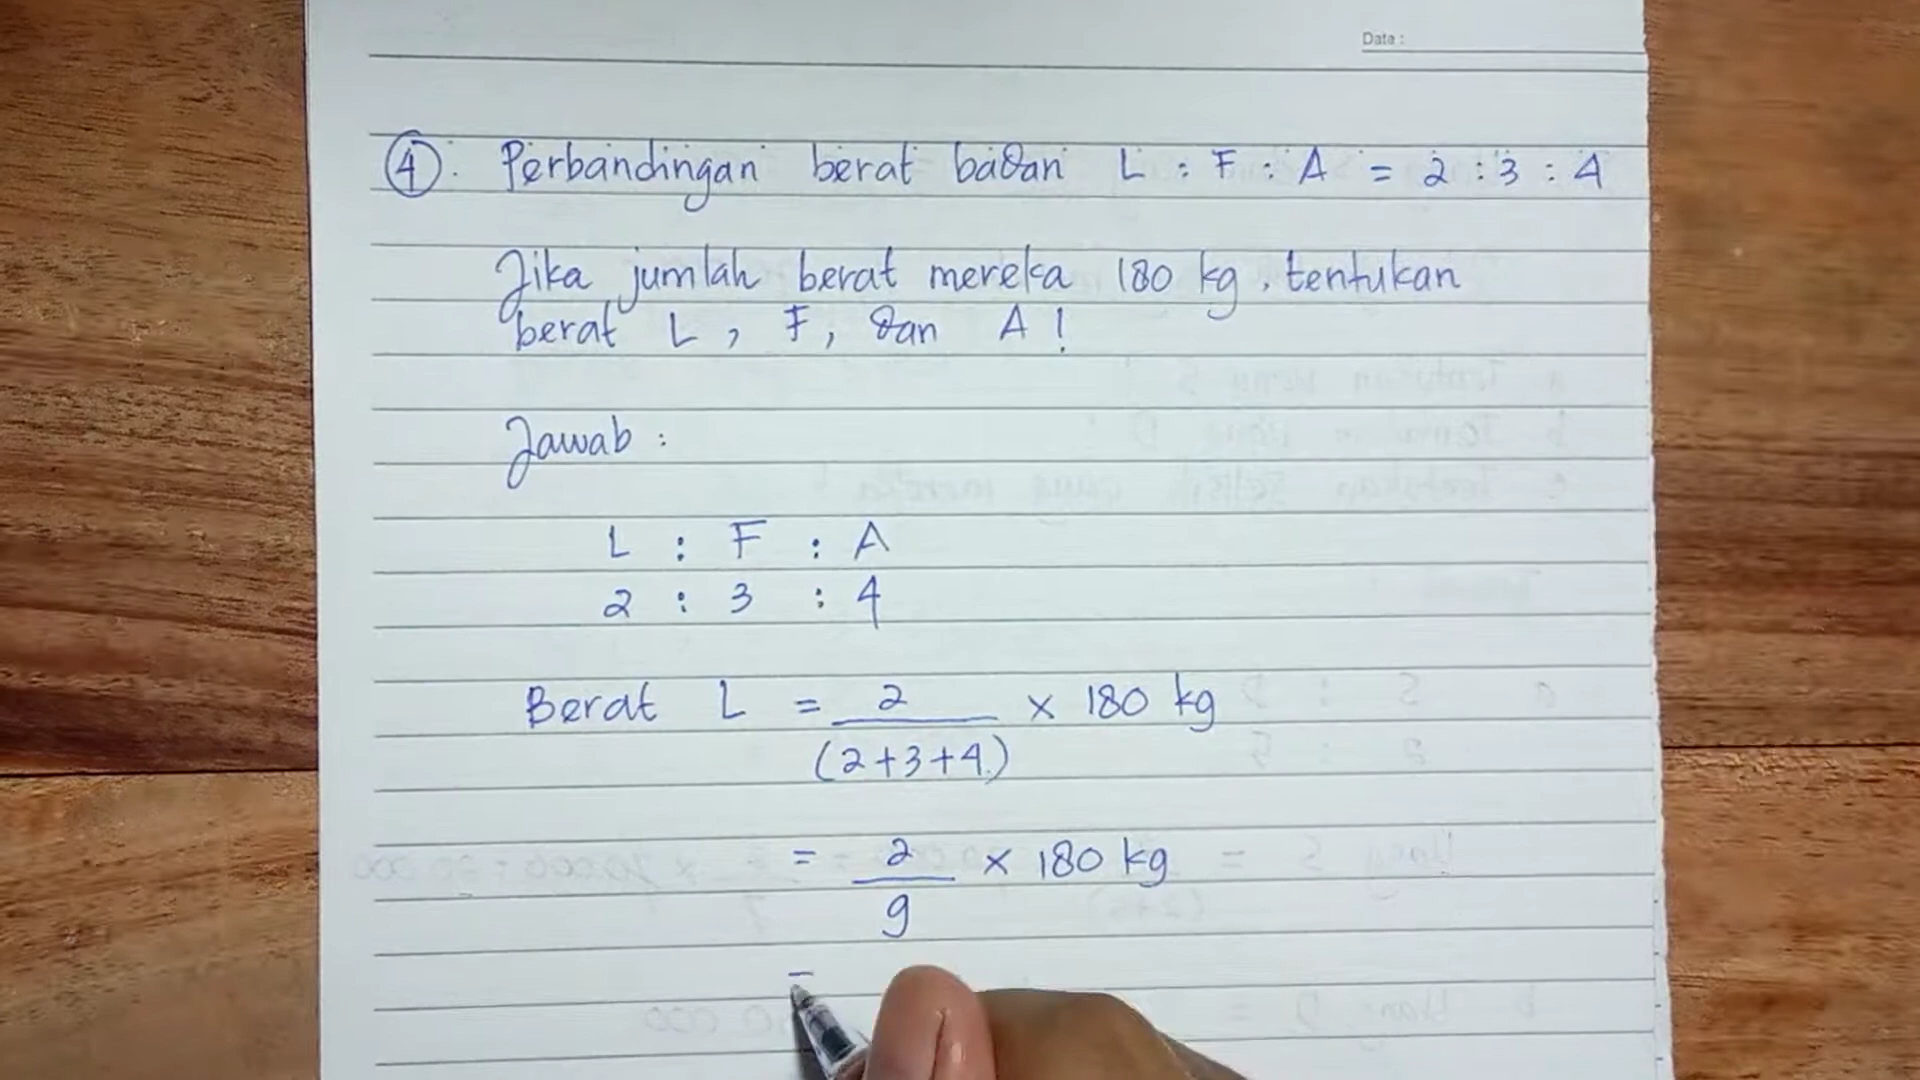 Date :
4. Perbandingan berat badan L : F : A = 2 : 3 : 4
Jika jumlah berat mereka 180 kg, tentukan
berat L, F, dan A !
Jawab :
L : F : A
2 : 3 : 4
Berat L = 2 / (2+3+4) × 180 kg
= 2 / 9 × 180 kg